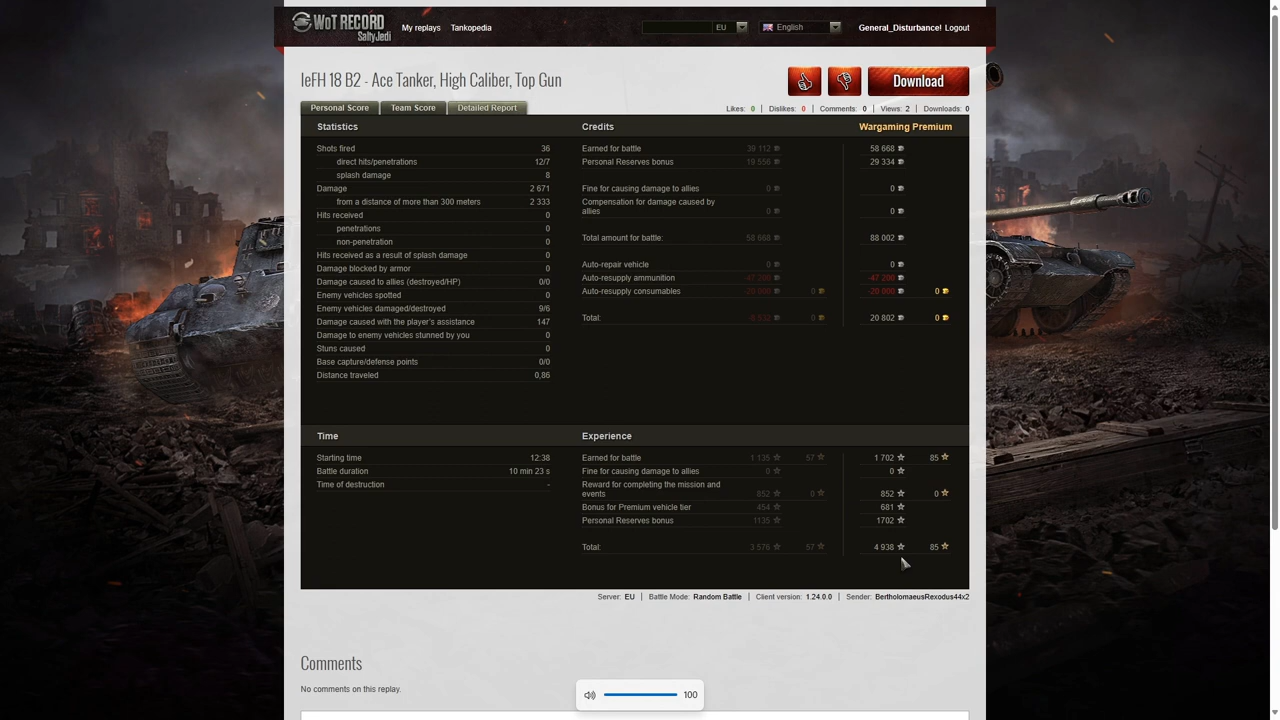 WoT RECORD
SaltyJedi
My replays
Tankopedia
EU
English
General_Disturbance!
Logout
leFH 18 B2 - Ace Tanker, High Caliber, Top Gun
Download
Personal Score
Team Score
Detailed Report
Likes: 0 | Dislikes: 0 | Comments: 0 | Views: 2 | Downloads: 0
Statistics
Shots fired 36
direct hits/penetrations 12/7
splash damage 8
Damage 2 671
from a distance of more than 300 meters 2 333
Hits received 0
penetrations 0
non-penetration 0
Hits received as a result of splash damage 0
Damage blocked by armor 0
Damage caused to allies (destroyed/HP) 0/0
Enemy vehicles spotted 0
Enemy vehicles damaged/destroyed 9/6
Damage caused with the player's assistance 147
Damage to enemy vehicles stunned by you 0
Stuns caused 0
Base capture/defense points 0/0
Distance traveled 0,86
Credits
Wargaming Premium
Earned for battle 39 112 58 668
Personal Reserves bonus 19 556 29 334
Fine for causing damage to allies 0 0
Compensation for damage caused by
allies 0 0
Total amount for battle: 58 668 88 002
Auto-repair vehicle 0 0
Auto-resupply ammunition -47 200 -47 200
Auto-resupply consumables -20 000 0 -20 000 0
Total: 0 20 802 0
Time
Starting time 12:38
Battle duration 10 min 23 s
Time of destruction -
Experience
Earned for battle 1 135 57 1 702 85
Fine for causing damage to allies 0 0
Reward for completing the mission and
events 852 0 852 0
Bonus for Premium vehicle tier 454 681
Personal Reserves bonus 1135 1702
Total: 3 576 57 4 938 85
Server: EU | Battle Mode: Random Battle | Client version: 1.24.0.0 | Sender: BertholomaeusRexodus44x2
Comments
No comments on this replay.
100